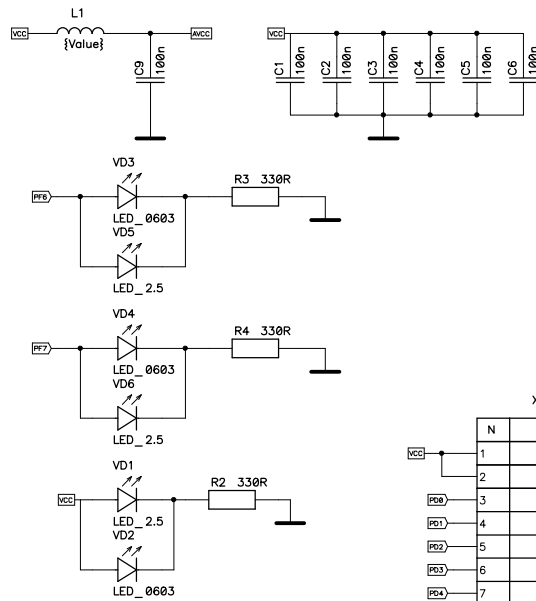 L1
VCC
AVCC
{Value}
C9
100n
VCC
C1
100n
C2
100n
C3
100n
C4
100n
C5
100n
C6
100n
VD3
R3 330R
PF6
LED_0603
VD5
LED_2.5
VD4
R4 330R
PF7
LED_0603
VD6
LED_2.5
VD1
R2 330R
VCC
LED_2.5
VD2
LED_0603
X
N
VCC
1
2
PD0
3
PD1
4
PD2
5
PD3
6
PD4
7